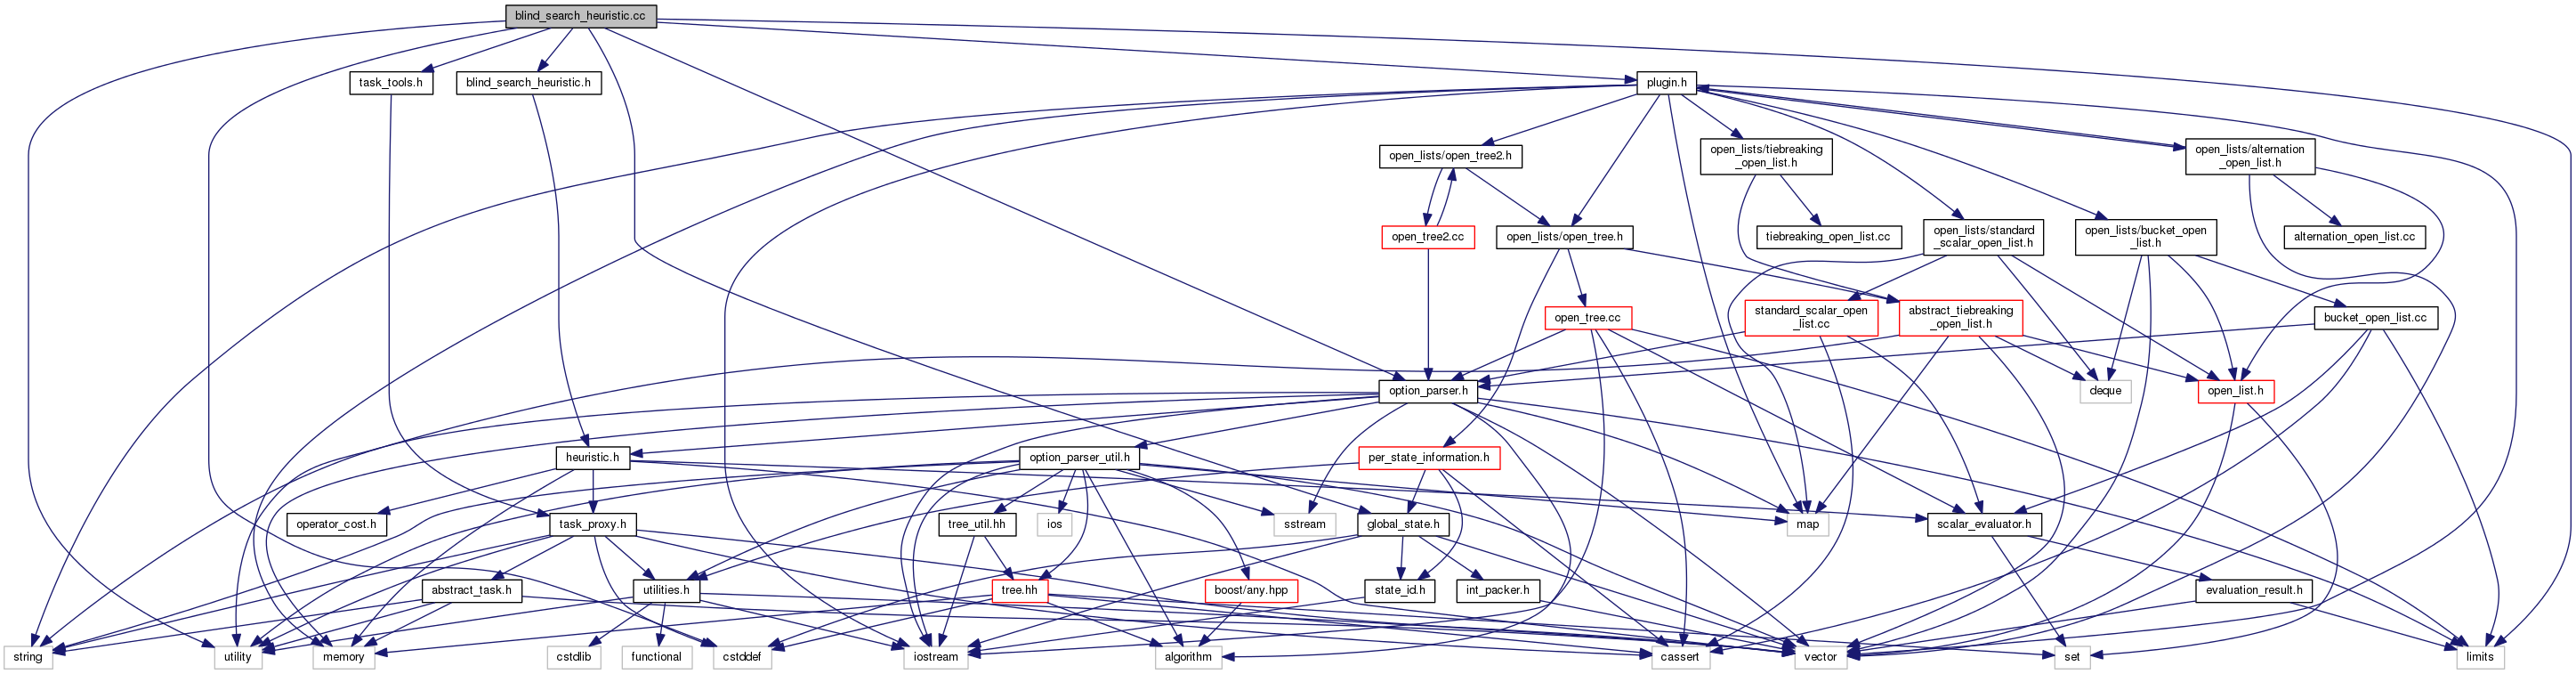 blind_search_heuristic.cc
task_tools.h
blind_search_heuristic.h
plugin.h
open_lists/open_tree2.h
open_lists/tiebreaking
_open_list.h
open_lists/alternation
_open_list.h
open_tree2.cc
open_lists/open_tree.h
tiebreaking_open_list.cc
open_lists/standard
_scalar_open_list.h
open_lists/bucket_open
_list.h
alternation_open_list.cc
open_tree.cc
standard_scalar_open
_list.cc
abstract_tiebreaking
_open_list.h
bucket_open_list.cc
option_parser.h
deque
open_list.h
heuristic.h
option_parser_util.h
per_state_information.h
operator_cost.h
task_proxy.h
tree_util.hh
ios
sstream
global_state.h
map
scalar_evaluator.h
abstract_task.h
utilities.h
tree.hh
boost/any.hpp
state_id.h
int_packer.h
evaluation_result.h
string
utility
memory
cstdlib
functional
cstddef
iostream
algorithm
cassert
vector
set
limits